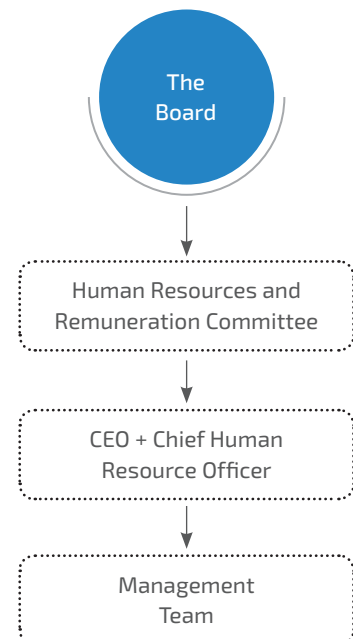 The
Board
Human Resources and
Remuneration Committee
CEO + Chief Human
Resource Officer
Management
Team